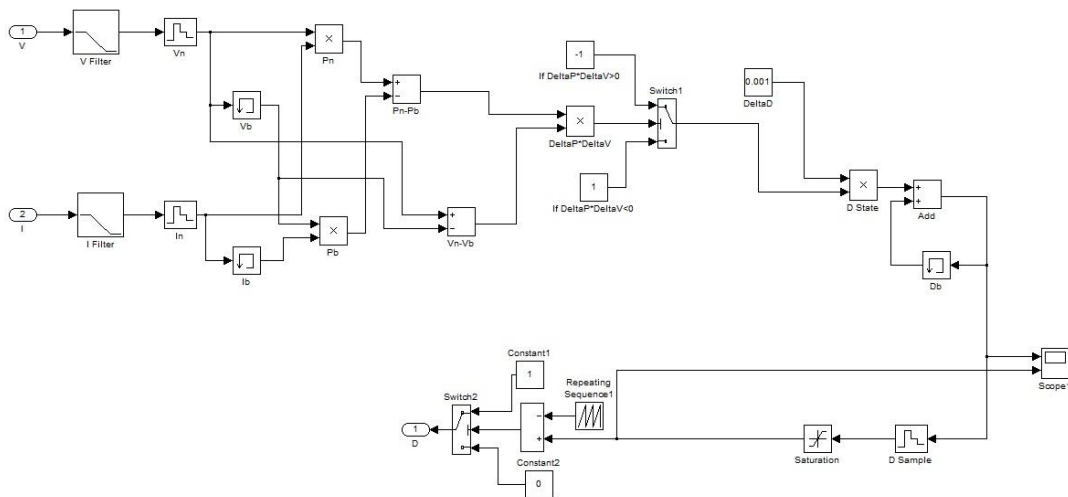 1
V
V Filter
Vn
×
Pn
+
−
Pn-Pb
Vb
2
I
I Filter
In
Ib
×
Pb
+
−
Vn-Vb
-1
If DeltaP*DeltaV>0
×
DeltaP*DeltaV
1
If DeltaP*DeltaV<0
Switch1
0.001
DeltaD
×
D State
+
+
Add
Db
Scope1
Constant1
1
Repeating
Sequence1
Switch2
−
+
1
D
Constant2
0
Saturation
D Sample